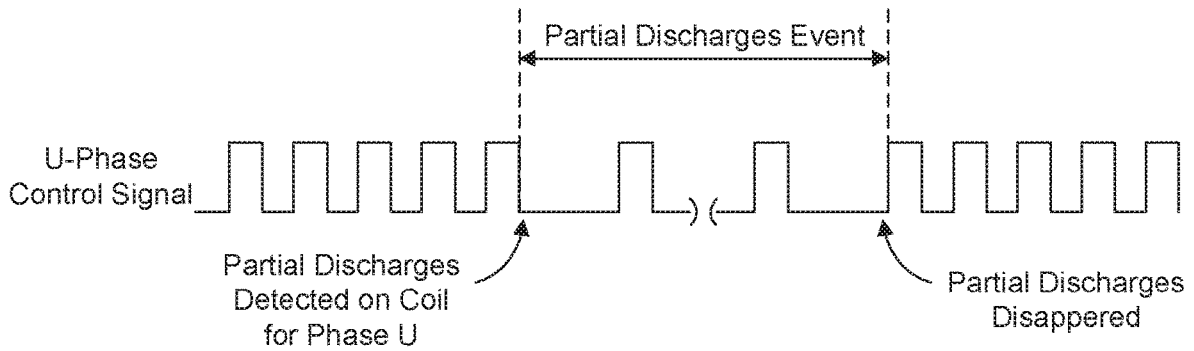 Partial Discharges Event
U-Phase
Control Signal
Partial Discharges
Detected on Coil
for Phase U
Partial Discharges
Disappered